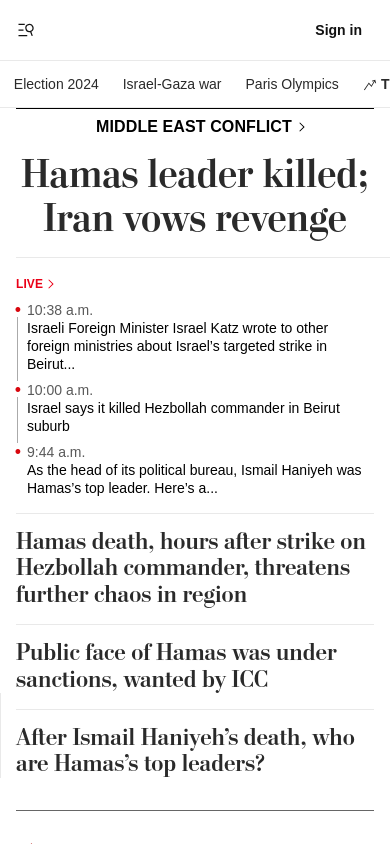 Sign in
Election 2024 Israel-Gaza war Paris Olympics T
MIDDLE EAST CONFLICT
Hamas leader killed;
Iran vows revenge
LIVE
10:38 a.m.
Israeli Foreign Minister Israel Katz wrote to other
foreign ministries about Israel’s targeted strike in
Beirut...
10:00 a.m.
Israel says it killed Hezbollah commander in Beirut
suburb
9:44 a.m.
As the head of its political bureau, Ismail Haniyeh was
Hamas’s top leader. Here’s a...
Hamas death, hours after strike on
Hezbollah commander, threatens
further chaos in region
Public face of Hamas was under
sanctions, wanted by ICC
After Ismail Haniyeh’s death, who
are Hamas’s top leaders?